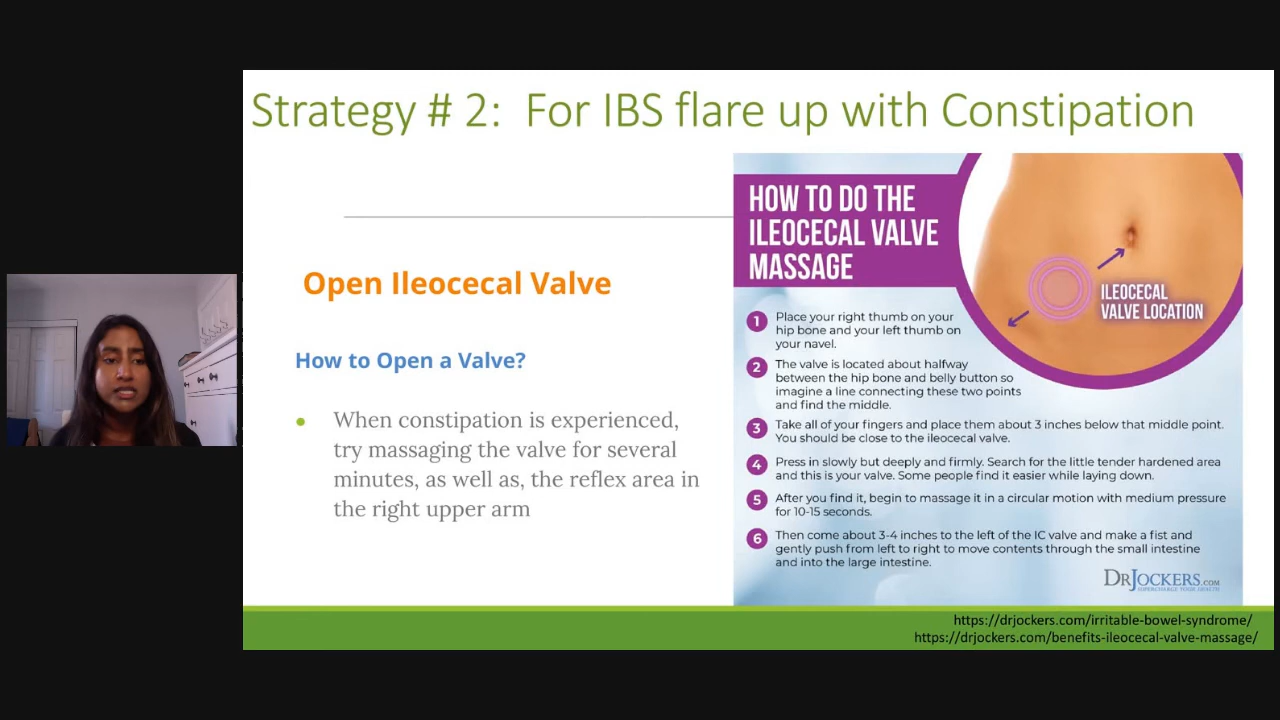 Strategy # 2: For IBS flare up with Constipation
Open Ileocecal Valve
How to Open a Valve?
• When constipation is experienced,
try massaging the valve for several
minutes, as well as, the reflex area in
the right upper arm
HOW TO DO THE
ILEOCECAL VALVE
MASSAGE
ILEOCECAL
VALVE LOCATION
1 Place your right thumb on your
hip bone and your left thumb on
your navel.
2 The valve is located about halfway
between the hip bone and belly button so
imagine a line connecting these two points
and find the middle.
3 Take all of your fingers and place them about 3 inches below that middle point.
You should be close to the ileocecal valve.
4 Press in slowly but deeply and firmly. Search for the little tender hardened area
and this is your valve. Some people find it easier while laying down.
5 After you find it, begin to massage it in a circular motion with medium pressure
for 10-15 seconds.
6 Then come about 3-4 inches to the left of the IC valve and make a fist and
gently push from left to right to move contents through the small intestine
and into the large intestine.
DRJOCKERS.COM
SUPERCHARGE YOUR HEALTH
https://drjockers.com/irritable-bowel-syndrome/
https://drjockers.com/benefits-ileocecal-valve-massage/